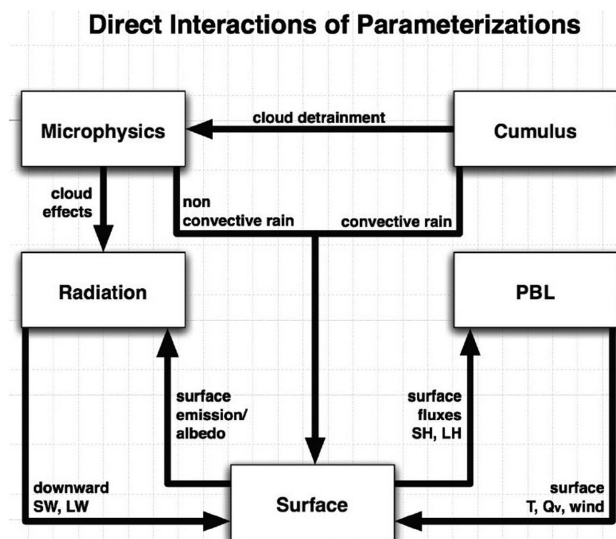 Direct Interactions of Parameterizations
Microphysics
cloud detrainment
Cumulus
cloud
effects
non
convective rain
convective rain
Radiation
PBL
surface
emission/
albedo
surface
fluxes
SH, LH
downward
SW, LW
Surface
surface
T, Qv, wind